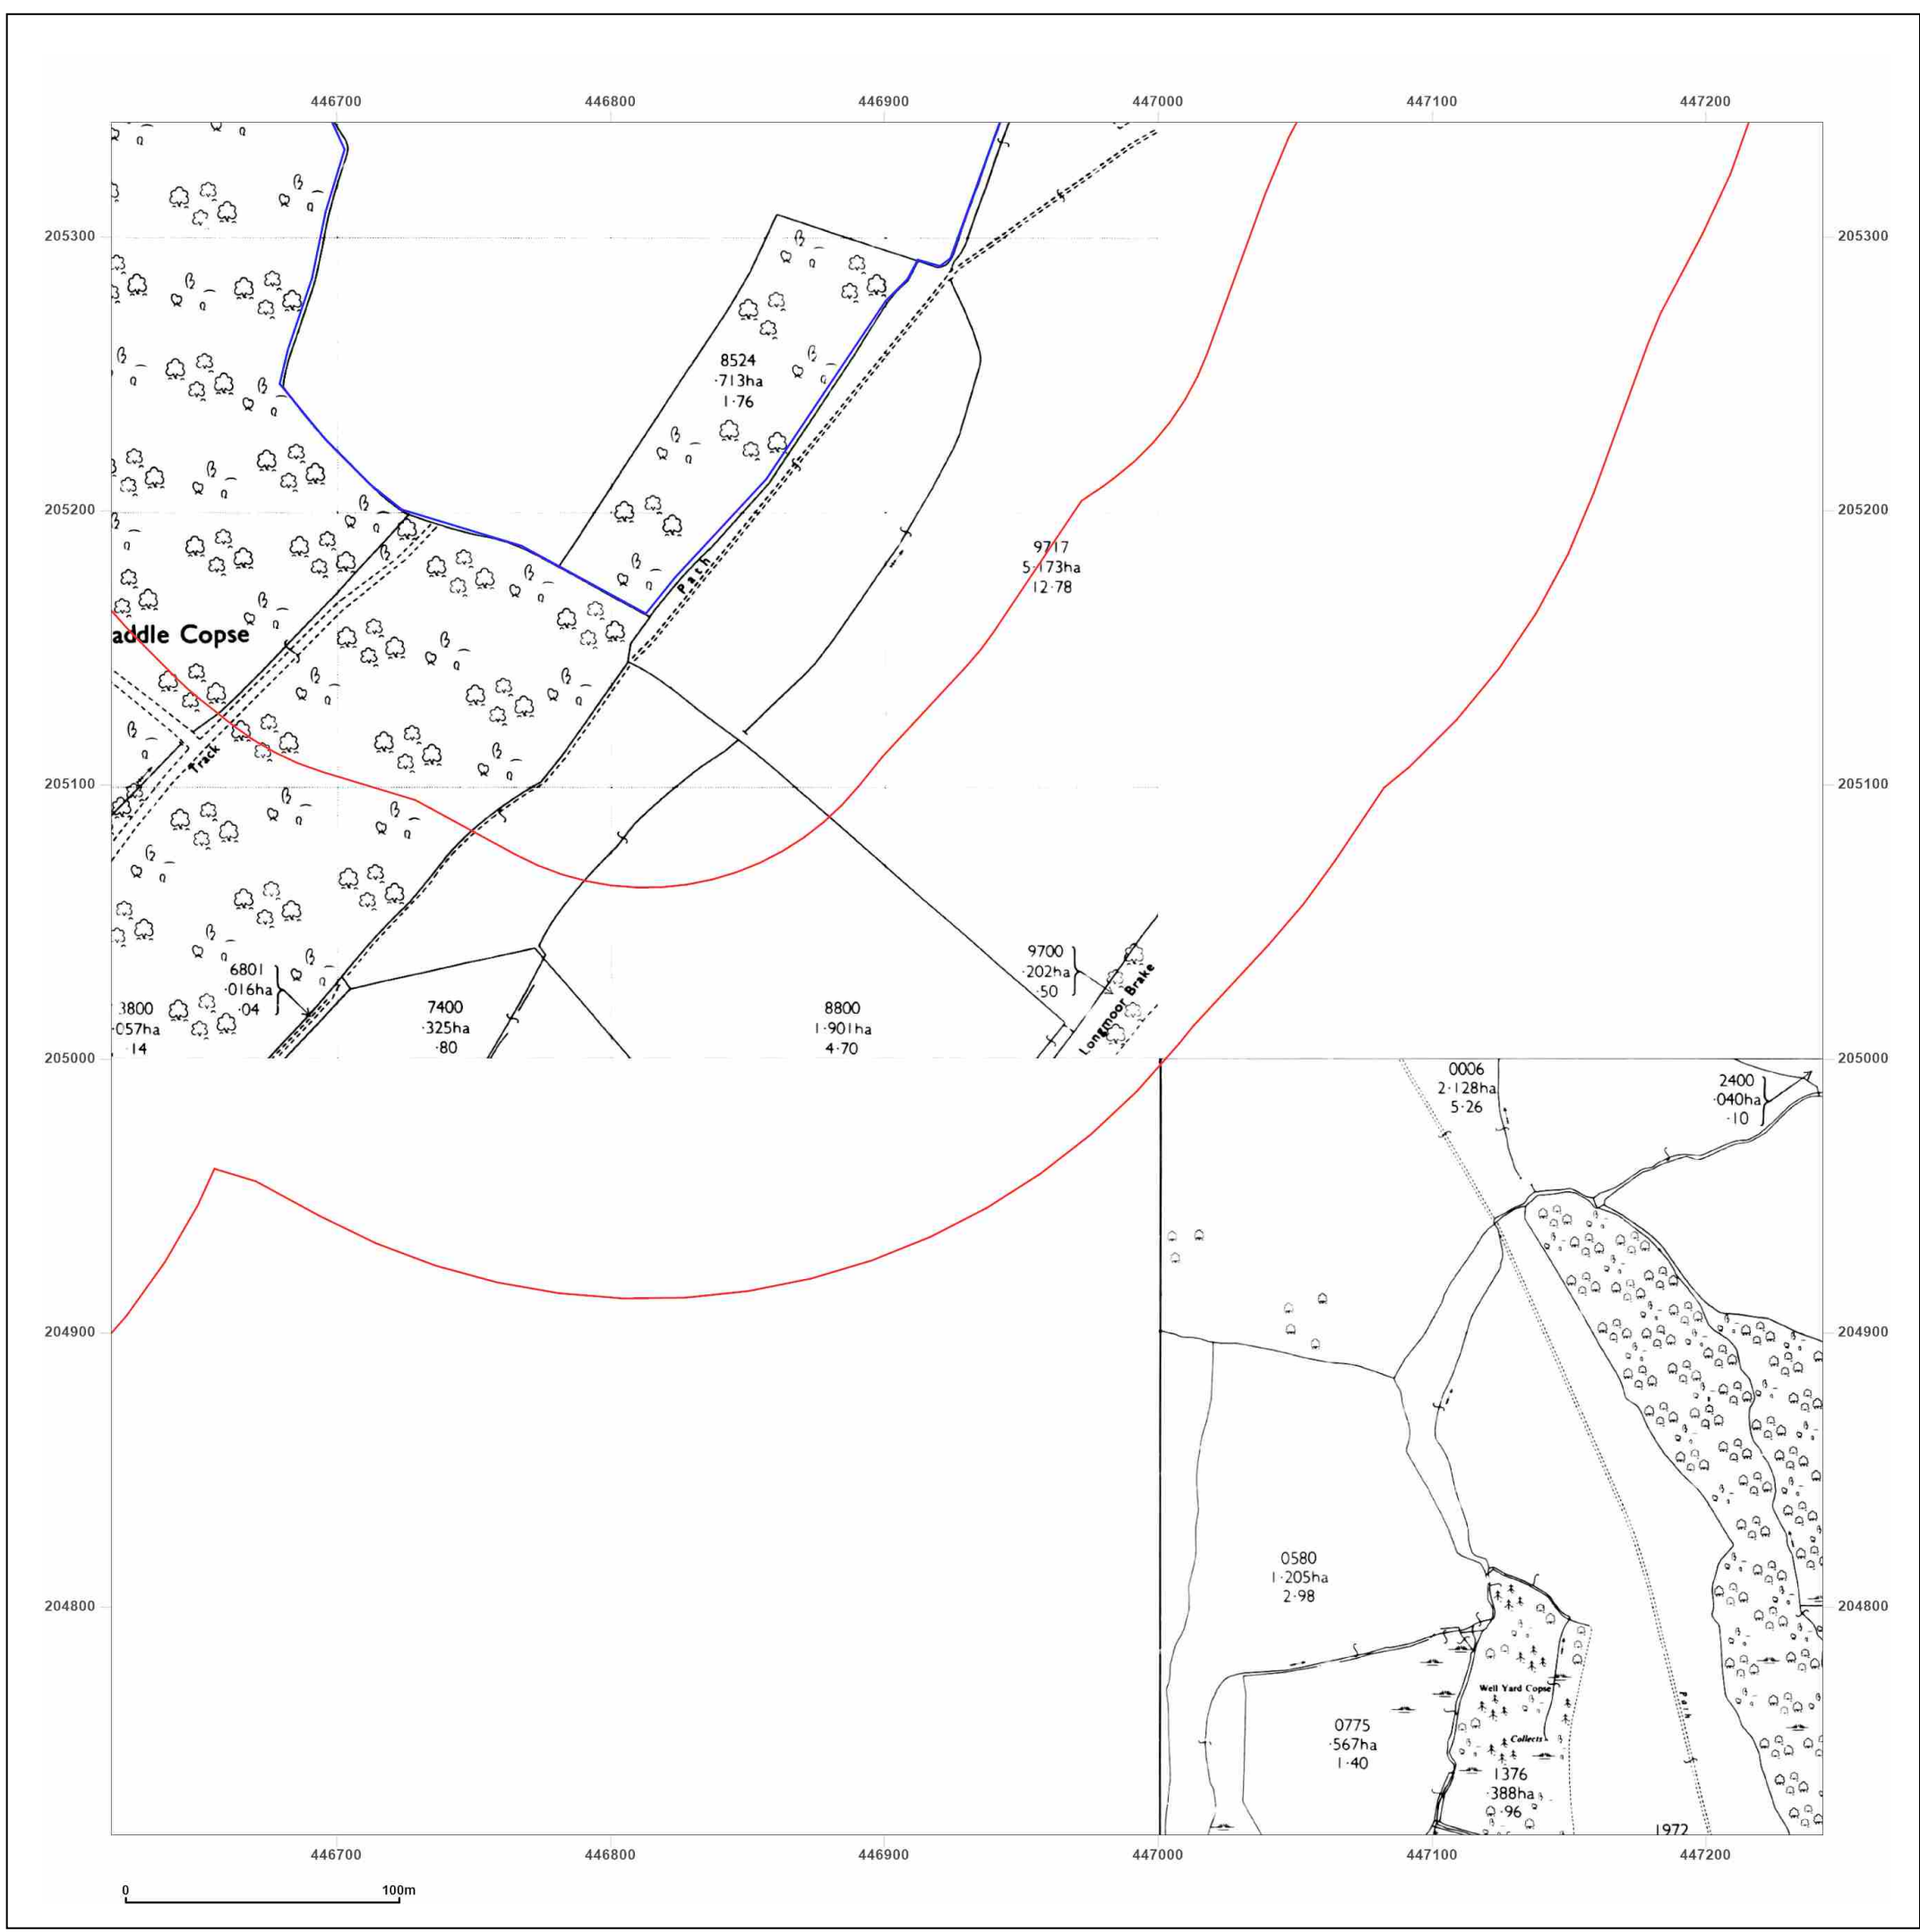 446700 446800 446900 447000 447100 447200
205300 205300
8524
·713ha
1·76
205200 205200
9717
5·173ha
12·78
Path
addle Copse
Track
205100 205100
9700
·202ha
·50
Longmoor Brake
6801
·016ha
·04
3800
·057ha
·14
7400
·325ha
·80
8800
1·901ha
4·70
205000 205000
0006
2·128ha
5·26
2400
·040ha
·10
204900 204900
0580
1·205ha
2·98
204800 204800
Well Yard Copse
Path
0775
·567ha
1·40
Collects
1376
·388ha
·96
1972
446700 446800 446900 447000 447100 447200
0 100m